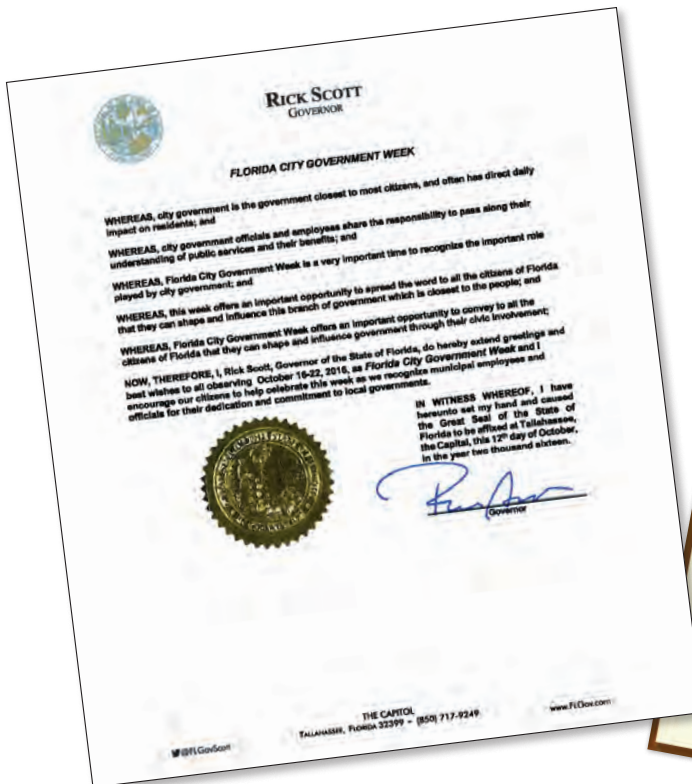 RICK SCOTT
GOVERNOR
FLORIDA CITY GOVERNMENT WEEK
WHEREAS, city government is the government closest to most citizens, and often has direct daily
impact on residents; and
WHEREAS, city government officials and employees share the responsibility to pass along their
understanding of public services and their benefits; and
WHEREAS, Florida City Government Week is a very important time to recognize the important role
played by city government; and
WHEREAS, this week offers an important opportunity to spread the word to all the citizens of Florida
that they can shape and influence this branch of government which is closest to the people; and
WHEREAS, Florida City Government Week offers an important opportunity to convey to all the
citizens of Florida that they can shape and influence government through their civic involvement;
NOW, THEREFORE, I, Rick Scott, Governor of the State of Florida, do hereby extend greetings and
best wishes to all observing October 16-22, 2016, as Florida City Government Week and I
encourage our citizens to help celebrate this week as we recognize municipal employees and
officials for their dedication and commitment to local governments.
IN WITNESS WHEREOF, I have
hereunto set my hand and caused
the Great Seal of the State of
Florida to be affixed at Tallahassee,
the Capital, this 12th day of October,
in the year two thousand sixteen.
Governor
THE CAPITOL
TALLAHASSEE, FLORIDA 32399 – (850) 717-9249
@FLGovScott
www.FLGov.com